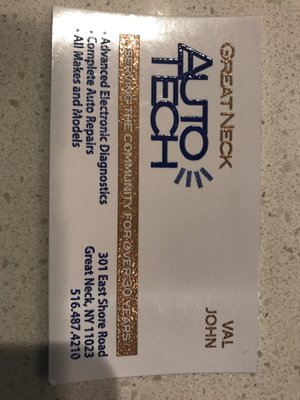 GREAT NECK
AUTO
TECH
VAL
JOHN
SERVING THE COMMUNITY FOR OVER 30 YEARS
• Advanced Electronic Diagnostics
• Complete Auto Repairs
• All Makes and Models
301 East Shore Road
Great Neck, NY 11023
516.487.4210